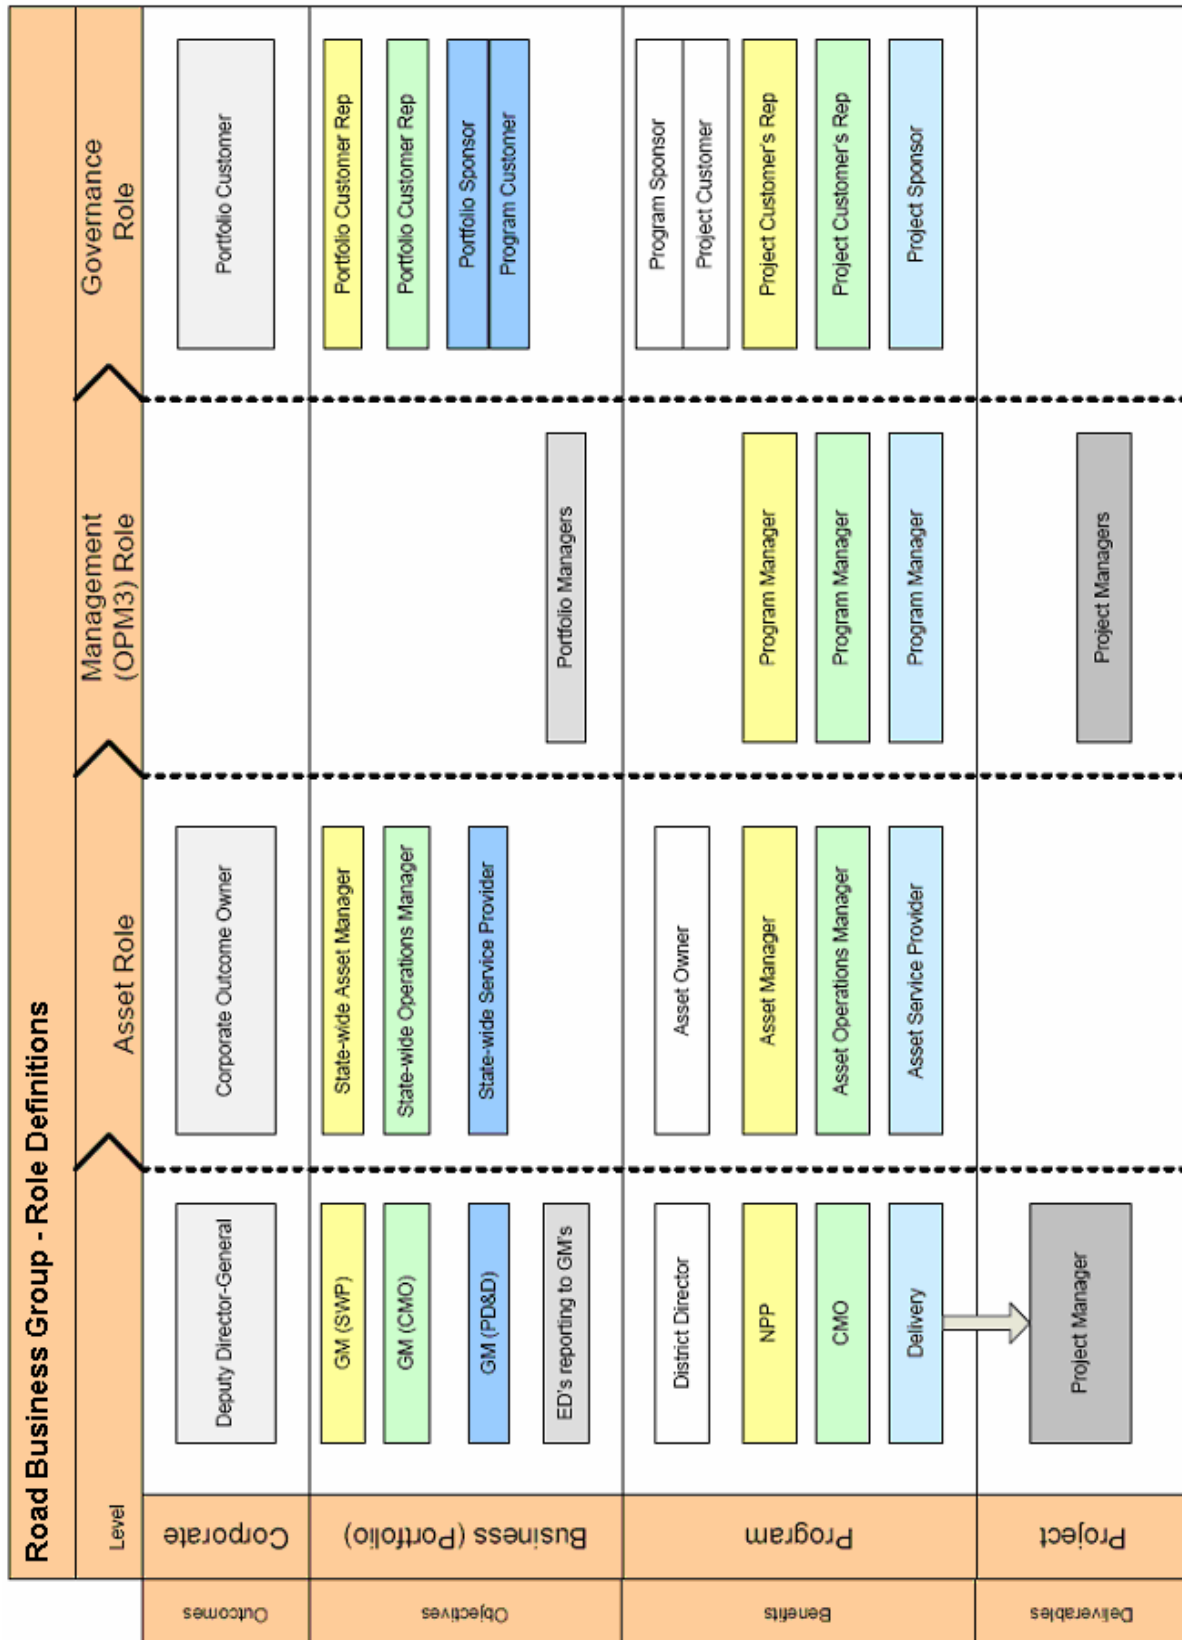 Road Business Group - Role Definitions
Level
Asset Role
Management
(OPM3) Role
Governance
Role
Outcomes
Corporate
Deputy Director-General
Corporate Outcome Owner
Portfolio Customer
Objectives
Business (Portfolio)
GM (SWP)
State-wide Asset Manager
Portfolio Customer Rep
GM (CMO)
State-wide Operations Manager
Portfolio Customer Rep
GM (PD&D)
State-wide Service Provider
Portfolio Sponsor
Program Customer
ED's reporting to GM's
Portfolio Managers
Benefits
Program
District Director
Asset Owner
Program Sponsor
Project Customer
NPP
Asset Manager
Program Manager
Project Customer's Rep
CMO
Asset Operations Manager
Program Manager
Project Customer's Rep
Delivery
Asset Service Provider
Program Manager
Project Sponsor
Deliverables
Project
Project Manager
Project Managers